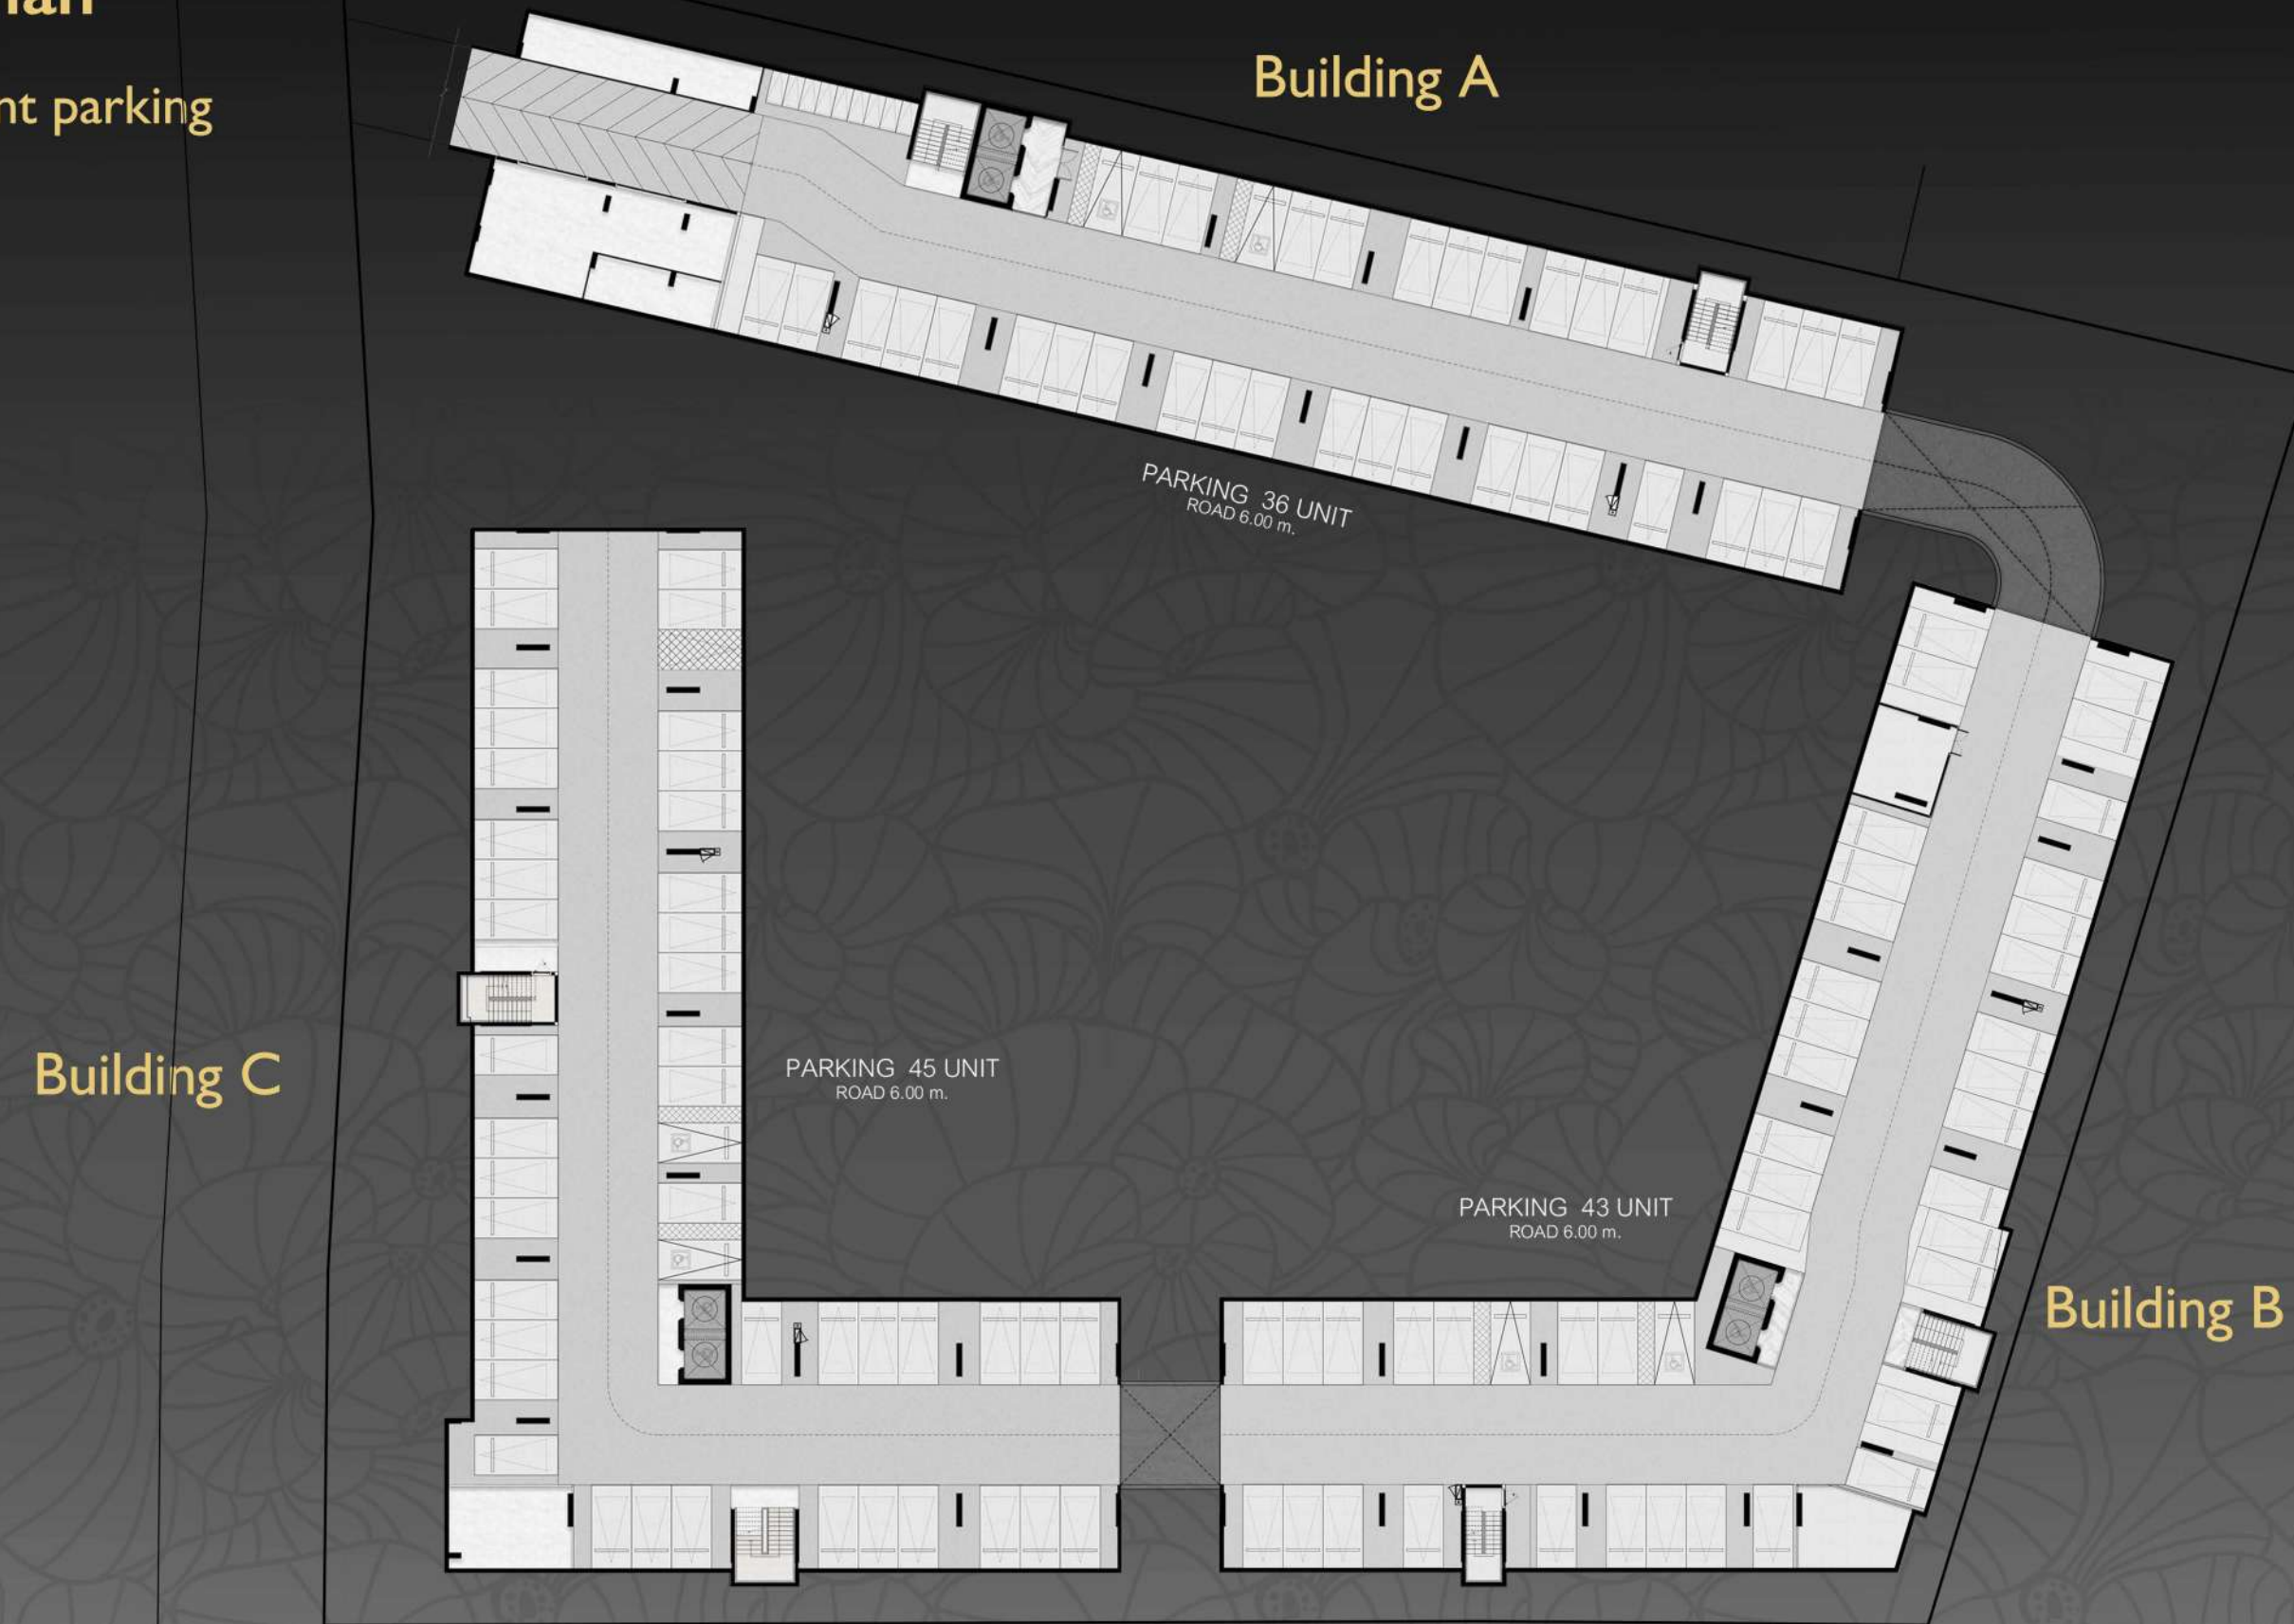 parking
Building A
PARKING 36 UNIT
ROAD 6.00 m.
Building C
PARKING 45 UNIT
ROAD 6.00 m.
PARKING 43 UNIT
ROAD 6.00 m.
Building B